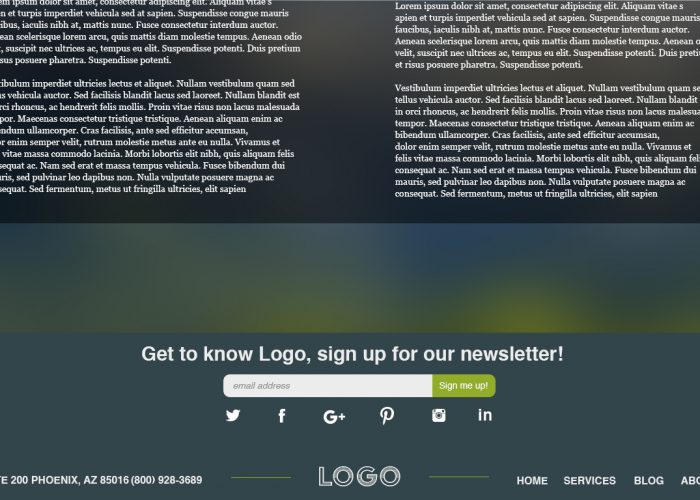 orem ipsum dolor sit amet, consectetur adipiscing elit. Aliquam vitae s
en et turpis imperdiet vehicula sed at sapien. Suspendisse congue mauris
ibus, iaculis nibh at, mattis nunc. Fusce consectetur interdum auctor.
ean scelerisque lorem arcu, quis mattis diam molestie tempus. Aenean odio
, suscipit nec ultrices ac, tempus eu elit. Suspendisse potenti. Duis pretium
sus posuere pharetra. Suspendisse potenti.
ibulum imperdiet ultricies lectus et aliquet. Nullam vestibulum quam sed
us vehicula auctor. Sed facilisis blandit lacus sed laoreet. Nullam blandit est
rci rhoncus, ac hendrerit felis mollis. Proin vitae risus non lacus malesuada
por. Maecenas consectetur tristique tristique. Aenean aliquam enim ac
ndum ullamcorper. Cras facilisis, ante sed efficitur accumsan,
or enim semper velit, rutrum molestie metus ante eu nulla. Vivamus et
vitae massa commodo lacinia. Morbi lobortis elit nibh, quis aliquam felis
equat ac. Nam sed erat et massa tempus vehicula. Fusce bibendum dui
ris, sed pulvinar leo dapibus non. Nulla vulputate posuere magna ac
equat. Sed fermentum, metus ut fringilla ultricies, elit sapien
Lorem ipsum dolor sit amet, consectetur adipiscing elit. Aliquam vitae s
apien et turpis imperdiet vehicula sed at sapien. Suspendisse congue mauris
faucibus, iaculis nibh at, mattis nunc. Fusce consectetur interdum auctor.
Aenean scelerisque lorem arcu, quis mattis diam molestie tempus. Aenean
velit, suscipit nec ultrices ac, tempus eu elit. Suspendisse potenti. Duis pretiu
et risus posuere pharetra. Suspendisse potenti.
Vestibulum imperdiet ultricies lectus et aliquet. Nullam vestibulum quam sed
tellus vehicula auctor. Sed facilisis blandit lacus sed laoreet. Nullam blandit
in orci rhoncus, ac hendrerit felis mollis. Proin vitae risus non lacus malesua
tempor. Maecenas consectetur tristique tristique. Aenean aliquam enim ac
bibendum ullamcorper. Cras facilisis, ante sed efficitur accumsan,
dolor enim semper velit, rutrum molestie metus ante eu nulla. Vivamus et
felis vitae massa commodo lacinia. Morbi lobortis elit nibh, quis aliquam feli
consequat ac. Nam sed erat et massa tempus vehicula. Fusce bibendum dui
mauris, sed pulvinar leo dapibus non. Nulla vulputate posuere magna ac
consequat. Sed fermentum, metus ut fringilla ultricies, elit sapien
Get to know Logo, sign up for our newsletter!
email address
Sign me up!
TE 200 PHOENIX, AZ 85016 (800) 928-3689
LOGO
HOME SERVICES BLOG ABO